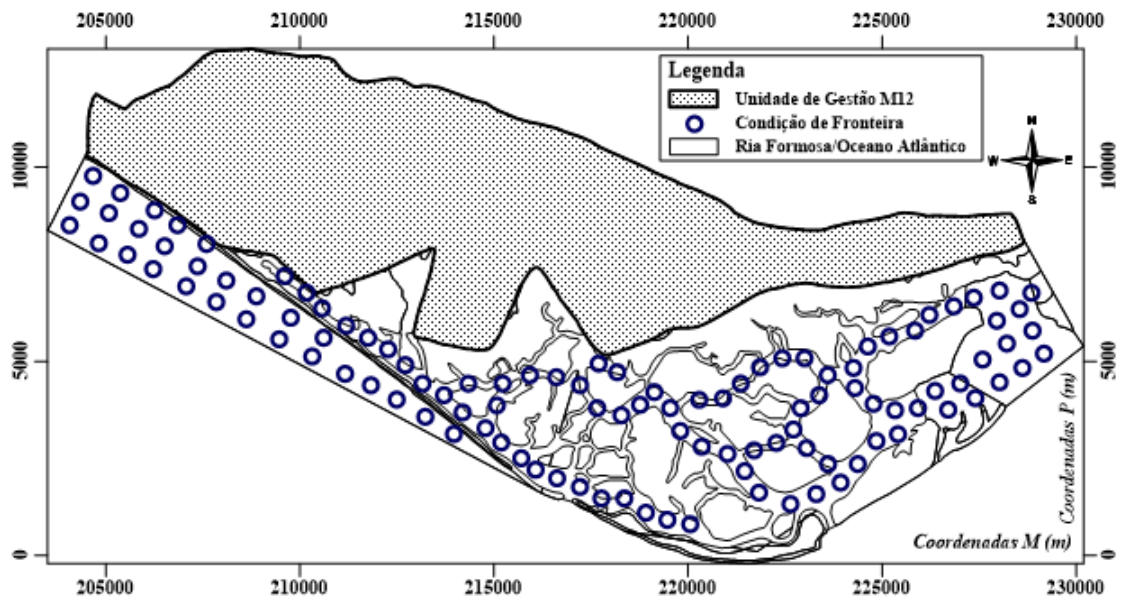 205000 210000 215000 220000 225000 230000
Legenda
Unidade de Gestão M12
Condição de Fronteira
Ria Formosa/Oceano Atlântico
N
W E
S
10000 10000
5000 5000
Coordenadas P (m)
Coordenadas M (m)
0 0
205000 210000 215000 220000 225000 230000